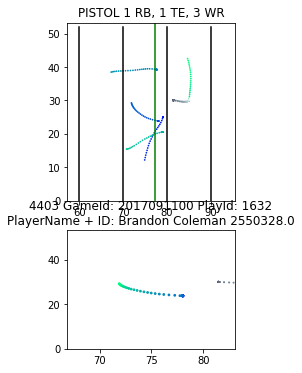 PISTOL 1 RB, 1 TE, 3 WR
50
40
30
20
10
0
60 70 80 90
4403 GameId: 2017091100 PlayId: 1632
PlayerName + ID: Brandon Coleman 2550328.0
40
20
0
70 75 80